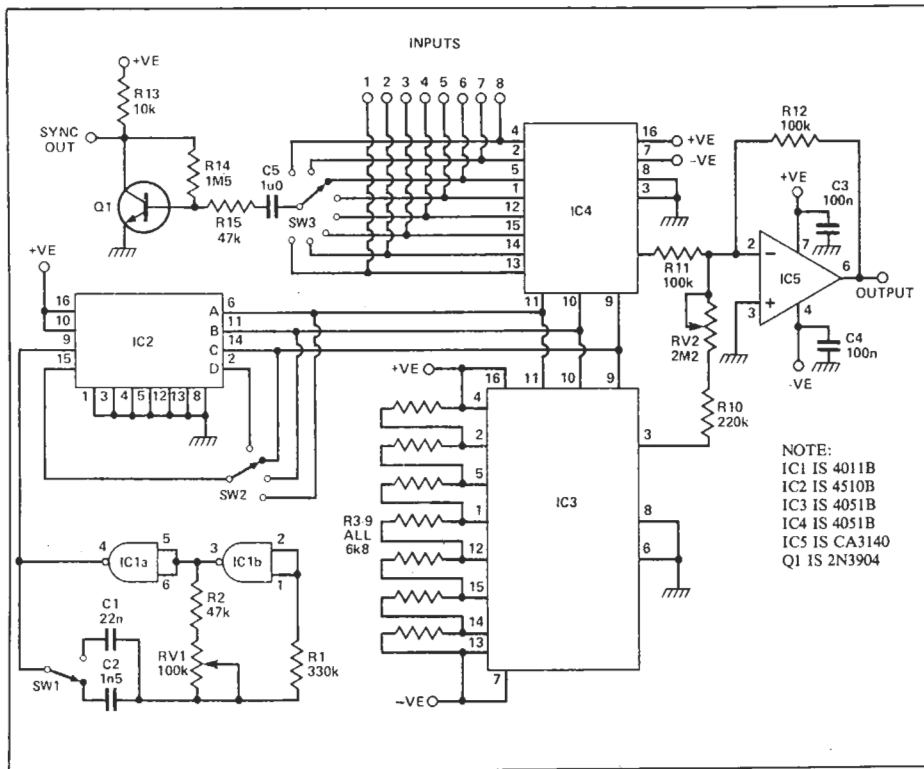 INPUTS
1 2 3 4 5 6 7 8
+VE
R13
10k
SYNC
OUT
R14
1M5
Q1
R15
47k
C5
1u0
SW3
4
2
5
1
12
15
14
13
IC4
16
7
8
3
+VE
-VE
11
10
9
R11
100k
R12
100k
+VE
C3
100n
2
3
7
6
4
IC5
OUTPUT
RV2
2M2
C4
100n
-VE
R10
220k
+VE
16
10
9
15
IC2
A
B
C
D
6
11
14
2
1 3 4 5 12 13 8
SW2
+VE
16
11
10
9
4
2
5
1
12
15
14
13
7
IC3
3
8
6
R3-9
ALL
6k8
-VE
4
IC1a
5
6
3
IC1b
2
1
R2
47k
RV1
100k
R1
330k
C1
22n
C2
1n5
SW1
NOTE:
IC1 IS 4011B
IC2 IS 4510B
IC3 IS 4051B
IC4 IS 4051B
IC5 IS CA3140
Q1 IS 2N3904